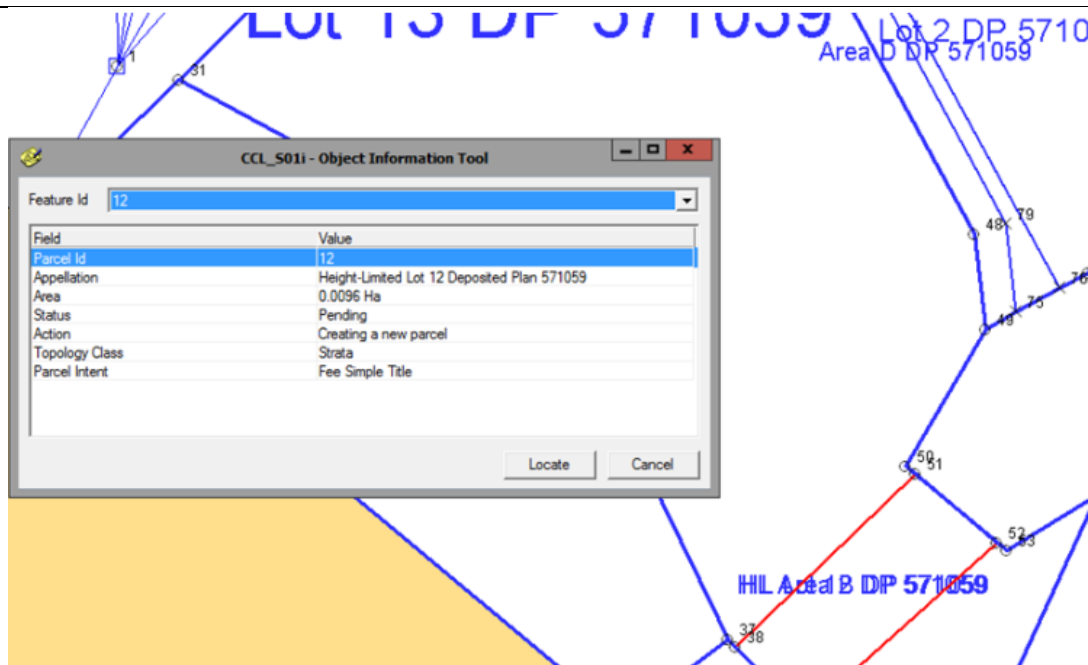 Lot 13 DP 571059
Lot 2 DP 5710
Area D DP 571059
1
31
CCL_S01i - Object Information Tool
Feature Id 12
Field Value
Parcel Id 12
Appellation Height-Limited Lot 12 Deposited Plan 571059
Area 0.0096 Ha
Status Pending
Action Creating a new parcel
Topology Class Strata
Parcel Intent Fee Simple Title
Locate Cancel
48
79
76
75
49
50
51
52
53
HL DP 571059
37
38